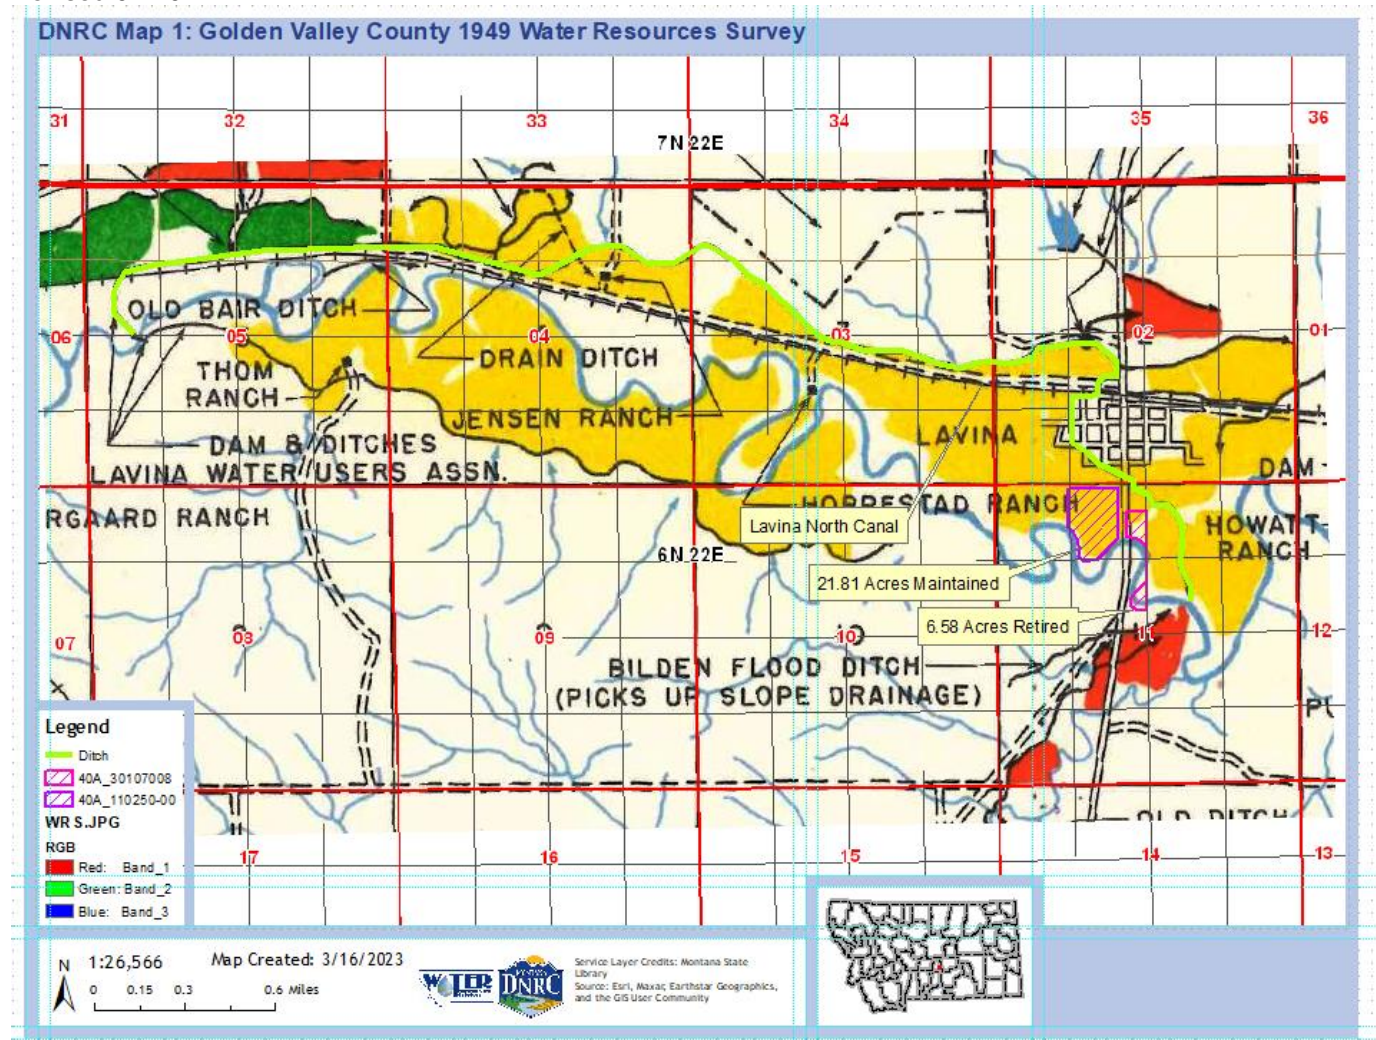 DNRC Map 1: Golden Valley County 1949 Water Resources Survey
31 32 33 34 35 36
7N 22E
OLD BAIR DITCH
06 05 04 03 02 01
THOM
RANCH
DRAIN DITCH
JENSEN RANCH
LAVINA
DAM & DITCHES
LAVINA WATER USERS ASSN.
DAM
RGAARD RANCH
HORPESTAD RANCH
Lavina North Canal
HOWATT
RANCH
6N 22E
21.81 Acres Maintained
6.58 Acres Retired
07 08 09 10 11 12
BILDEN FLOOD DITCH
(PICKS UP SLOPE DRAINAGE)
OLD DITCH
17 16 15 14 13
Legend
Ditch
40A_30107008
40A_110250-00
WRS.JPG
RGB
Red: Band_1
Green: Band_2
Blue: Band_3
N
1:26,566
Map Created: 3/16/2023
0 0.15 0.3 0.6 Miles
WATER
DNRC
Service Layer Credits: Montana State
Library
Source: Esri, Maxar, Earthstar Geographics,
and the GIS User Community